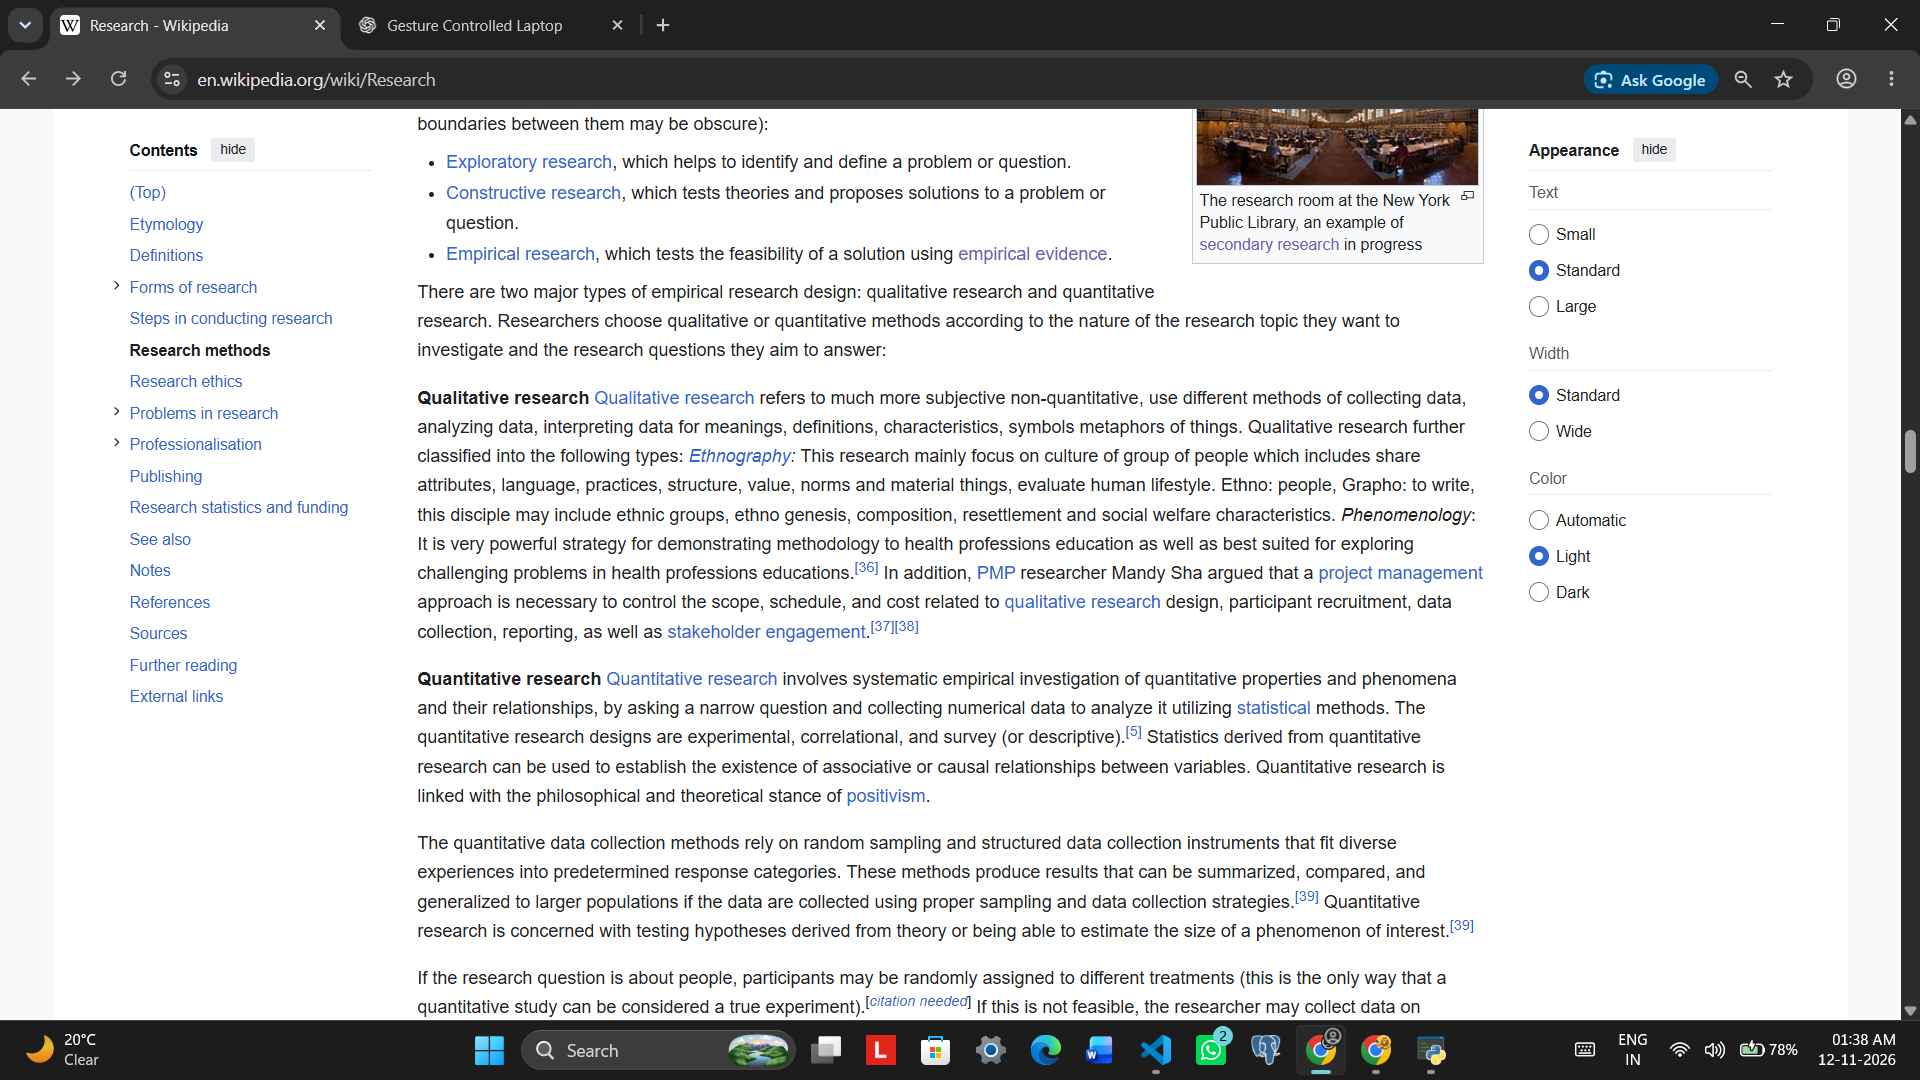 Research - Wikipedia
Gesture Controlled Laptop
en.wikipedia.org/wiki/Research
Ask Google
Contents hide
(Top)
Etymology
Definitions
Forms of research
Steps in conducting research
Research methods
Research ethics
Problems in research
Professionalisation
Publishing
Research statistics and funding
See also
Notes
References
Sources
Further reading
External links
boundaries between them may be obscure):
• Exploratory research, which helps to identify and define a problem or question.
• Constructive research, which tests theories and proposes solutions to a problem or
question.
• Empirical research, which tests the feasibility of a solution using empirical evidence.
The research room at the New York
Public Library, an example of
secondary research in progress
There are two major types of empirical research design: qualitative research and quantitative
research. Researchers choose qualitative or quantitative methods according to the nature of the research topic they want to
investigate and the research questions they aim to answer:
Qualitative research Qualitative research refers to much more subjective non-quantitative, use different methods of collecting data,
analyzing data, interpreting data for meanings, definitions, characteristics, symbols metaphors of things. Qualitative research further
classified into the following types: Ethnography: This research mainly focus on culture of group of people which includes share
attributes, language, practices, structure, value, norms and material things, evaluate human lifestyle. Ethno: people, Grapho: to write,
this disciple may include ethnic groups, ethno genesis, composition, resettlement and social welfare characteristics. Phenomenology:
It is very powerful strategy for demonstrating methodology to health professions education as well as best suited for exploring
challenging problems in health professions educations.[36] In addition, PMP researcher Mandy Sha argued that a project management
approach is necessary to control the scope, schedule, and cost related to qualitative research design, participant recruitment, data
collection, reporting, as well as stakeholder engagement.[37][38]
Quantitative research Quantitative research involves systematic empirical investigation of quantitative properties and phenomena
and their relationships, by asking a narrow question and collecting numerical data to analyze it utilizing statistical methods. The
quantitative research designs are experimental, correlational, and survey (or descriptive).[5] Statistics derived from quantitative
research can be used to establish the existence of associative or causal relationships between variables. Quantitative research is
linked with the philosophical and theoretical stance of positivism.
The quantitative data collection methods rely on random sampling and structured data collection instruments that fit diverse
experiences into predetermined response categories. These methods produce results that can be summarized, compared, and
generalized to larger populations if the data are collected using proper sampling and data collection strategies.[39] Quantitative
research is concerned with testing hypotheses derived from theory or being able to estimate the size of a phenomenon of interest.[39]
If the research question is about people, participants may be randomly assigned to different treatments (this is the only way that a
quantitative study can be considered a true experiment).[citation needed] If this is not feasible, the researcher may collect data on
Appearance hide
Text
Small
Standard
Large
Width
Standard
Wide
Color
Automatic
Light
Dark
20°C
Clear
Search
L
W
2
ENG
IN
78%
01:38 AM
12-11-2026